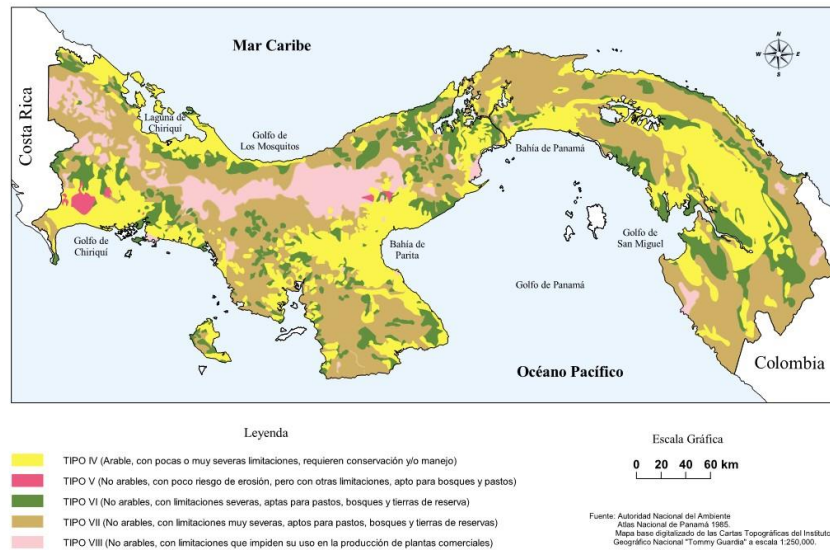 Mar Caribe
N
W
E
S
Costa Rica
Laguna de
Chiriquí
Golfo de
Los Mosquitos
Bahía de Panamá
Golfo de
Chiriquí
Bahía de
Parita
Golfo de
San Miguel
Golfo de Panamá
Océano Pacífico
Colombia
Leyenda
TIPO IV (Arable, con pocas o muy severas limitaciones, requieren conservación y/o manejo)
TIPO V (No arables, con poco riesgo de erosión, pero con otras limitaciones, apto para bosques y pastos)
TIPO VI (No arables, con limitaciones severas, aptas para pastos, bosques y tierras de reserva)
TIPO VII (No arables, con limitaciones muy severas, aptos para pastos, bosques y tierras de reservas)
TIPO VIII (No arables, con limitaciones que impiden su uso en la producción de plantas comerciales)
Escala Gráfica
0 20 40 60 km
Fuente: Autoridad Nacional del Ambiente
Atlas Nacional de Panamá 1985.
Mapa base digitalizado de las Cartas Topográficas del Instituto
Geográfico Nacional "Tommy Guardia" a escala 1:250,000.